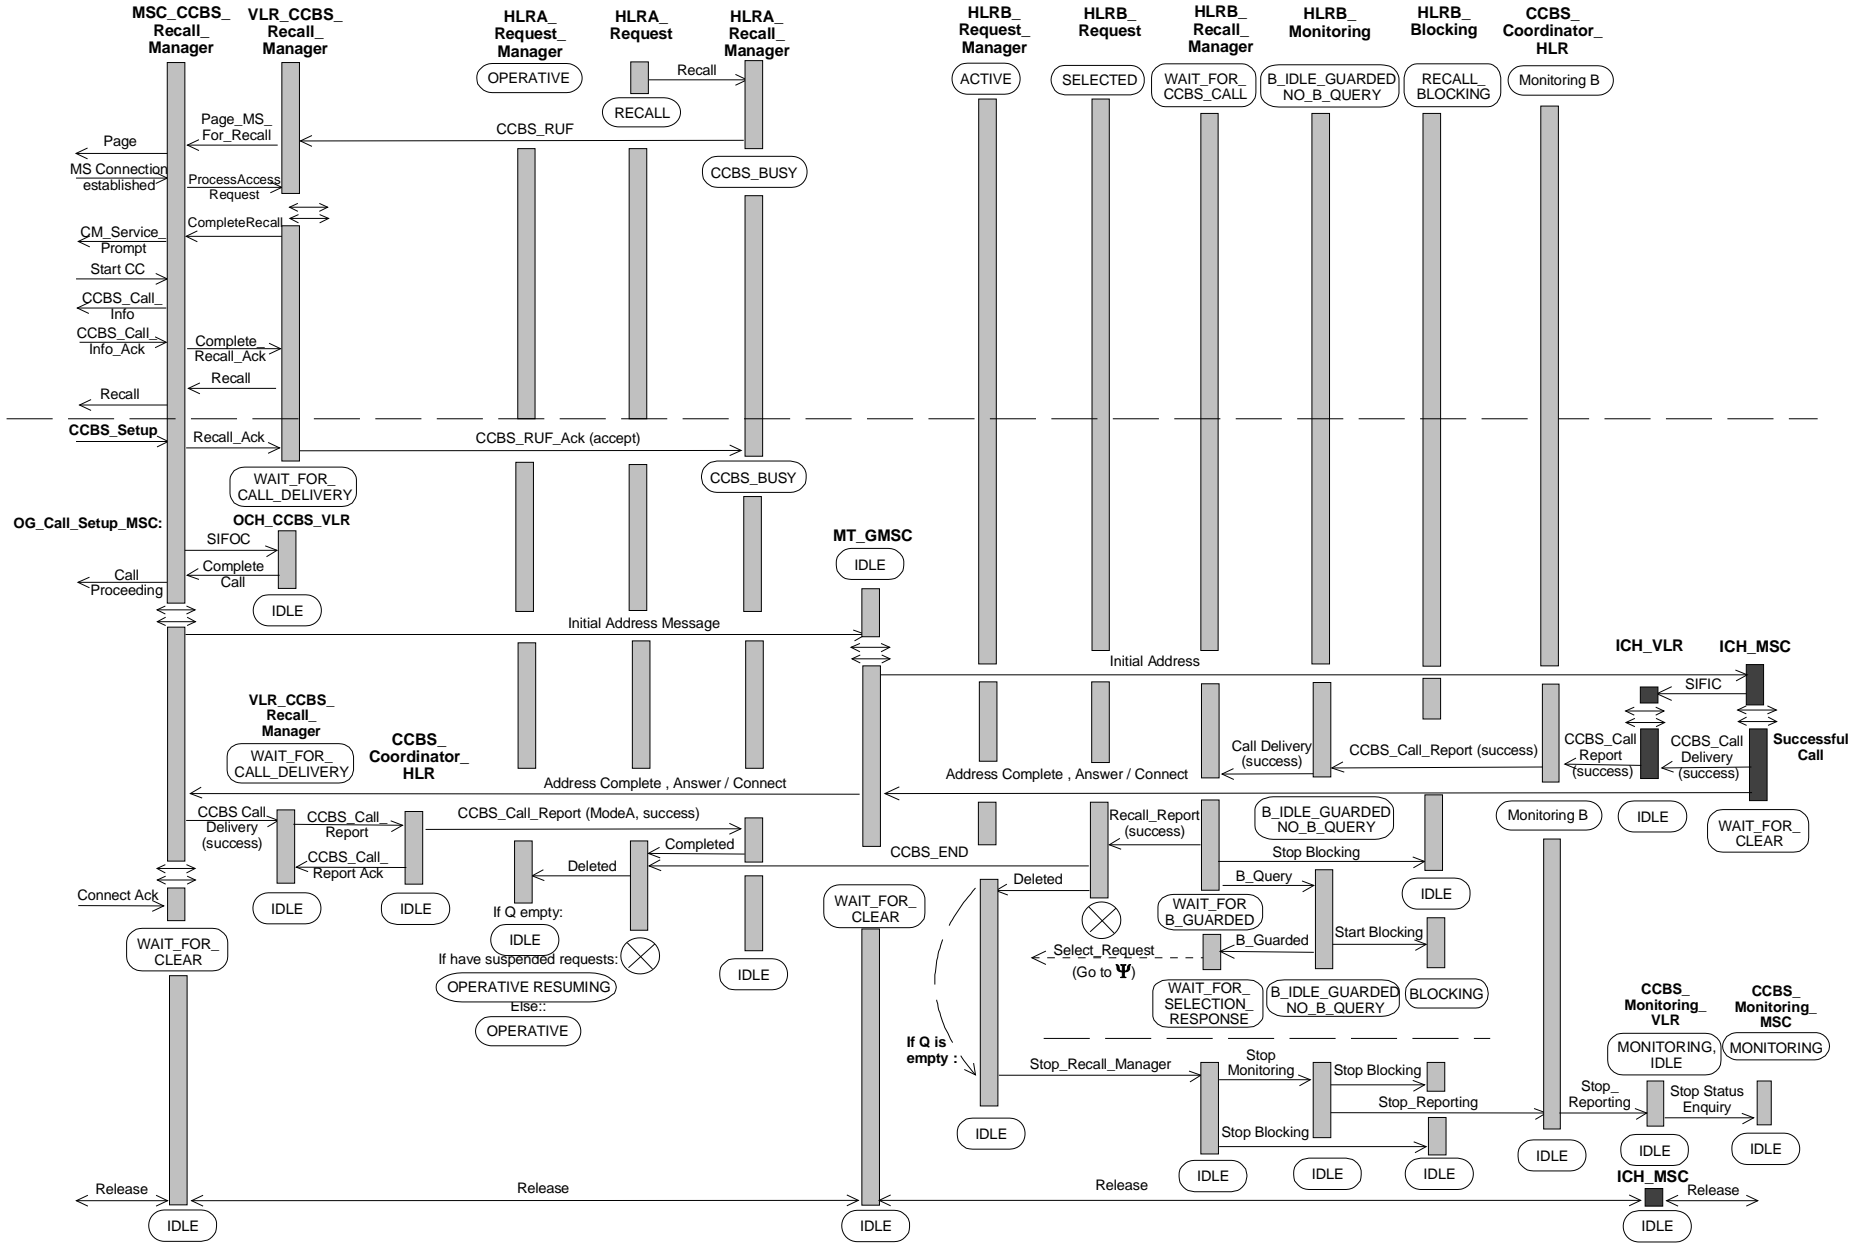 MSC_CCBS_
Recall_
Manager
VLR_CCBS_
Recall_
Manager
HLRA_
Request_
Manager
HLRA_
Request
HLRA_
Recall_
Manager
HLRB_
Request_
Manager
HLRB_
Request
HLRB_
Recall_
Manager
HLRB_
Monitoring
HLRB_
Blocking
CCBS_
Coordinator_
HLR
OPERATIVE
Recall
RECALL
ACTIVE
SELECTED
WAIT_FOR_
CCBS_CALL
B_IDLE_GUARDED
NO_B_QUERY
RECALL_
BLOCKING
Monitoring B
Page_MS_
For_Recall
CCBS_RUF
Page
MS Connection
established
ProcessAccess
Request
CCBS_BUSY
CompleteRecall
CM_Service_
Prompt
Start CC
CCBS_Call_
Info
CCBS_Call_
Info_Ack
Complete_
Recall_Ack
Recall
Recall
CCBS_Setup
Recall_Ack
CCBS_RUF_Ack (accept)
WAIT_FOR_
CALL_DELIVERY
CCBS_BUSY
OG_Call_Setup_MSC:
OCH_CCBS_VLR
SIFOC
Complete
Call
Call
Proceeding
IDLE
MT_GMSC
IDLE
Initial Address Message
Initial Address
ICH_VLR
ICH_MSC
SIFIC
VLR_CCBS_
Recall_
Manager
WAIT_FOR_
CALL_DELIVERY
CCBS_
Coordinator_
HLR
Call Delivery
(success)
CCBS_Call_Report (success)
CCBS_Call
Report
(success)
CCBS_Call
Delivery
(success)
Successful
Call
Address Complete , Answer / Connect
Address Complete , Answer / Connect
CCBS Call
Delivery
(success)
CCBS_Call_
Report
CCBS_Call_Report (ModeA, success)
CCBS_Call_
Report Ack
Completed
Deleted
CCBS_END
Recall_Report
(success)
B_IDLE_GUARDED
NO_B_QUERY
Monitoring B
IDLE
WAIT_FOR_
CLEAR
Stop Blocking
Deleted
B_Query
IDLE
Connect Ack
IDLE
IDLE
If Q empty:
IDLE
If have suspended requests:
OPERATIVE RESUMING
Else::
OPERATIVE
IDLE
WAIT_FOR_
CLEAR
WAIT_FOR_
CLEAR
WAIT_FOR
B_GUARDED
B_Guarded
Start Blocking
Select_Request
(Go to Ψ)
WAIT_FOR_
SELECTION_
RESPONSE
B_IDLE_GUARDED
NO_B_QUERY
BLOCKING
CCBS_
Monitoring_
VLR
CCBS_
Monitoring_
MSC
MONITORING,
IDLE
MONITORING
If Q is
empty :
Stop_Recall_Manager
Stop
Monitoring
Stop Blocking
Stop_Reporting
Stop_
Reporting
Stop Status
Enquiry
IDLE
Stop Blocking
IDLE
IDLE
IDLE
IDLE
IDLE
IDLE
ICH_MSC
Release
Release
Release
Release
IDLE
IDLE
IDLE